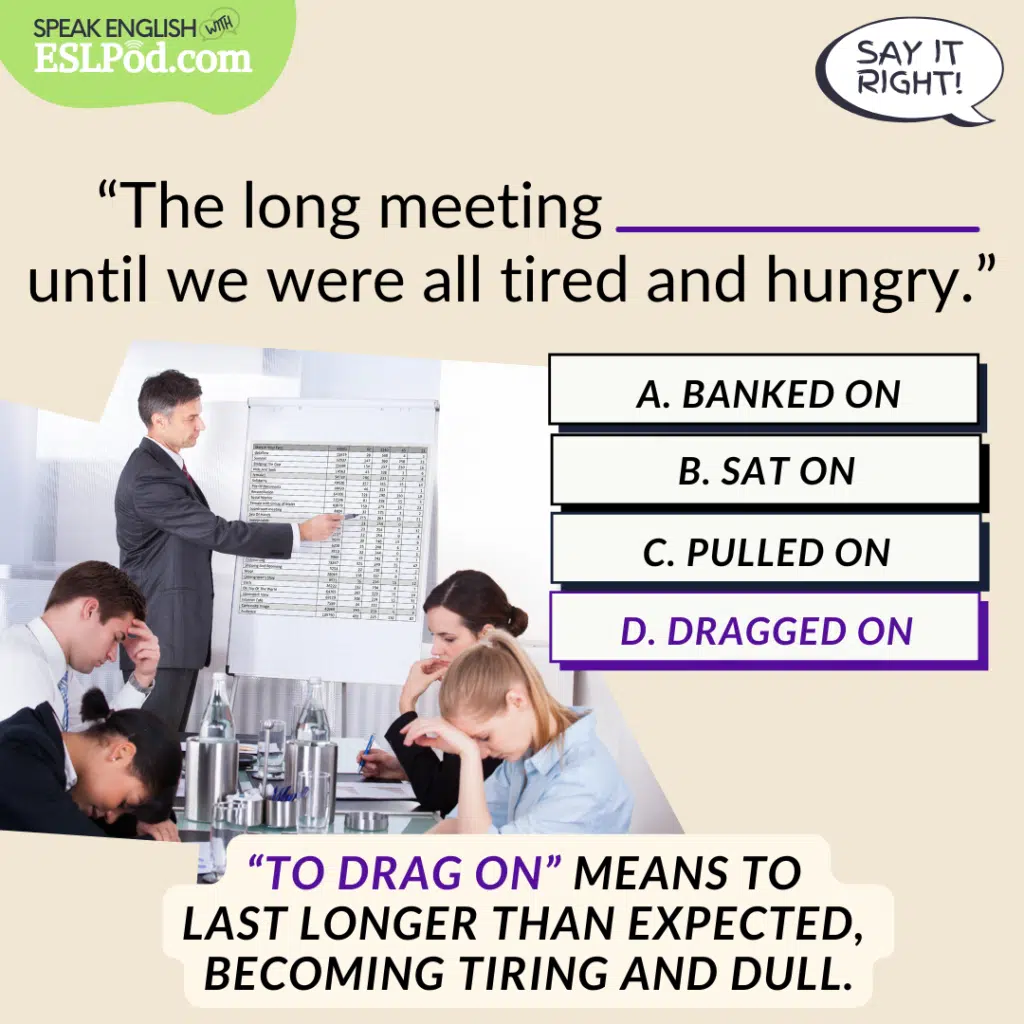 SPEAK ENGLISH WITH
ESLPod.com
SAY IT
RIGHT!
“The long meeting ____________
until we were all tired and hungry.”
A. BANKED ON
B. SAT ON
C. PULLED ON
D. DRAGGED ON
“TO DRAG ON” MEANS TO
LAST LONGER THAN EXPECTED,
BECOMING TIRING AND DULL.